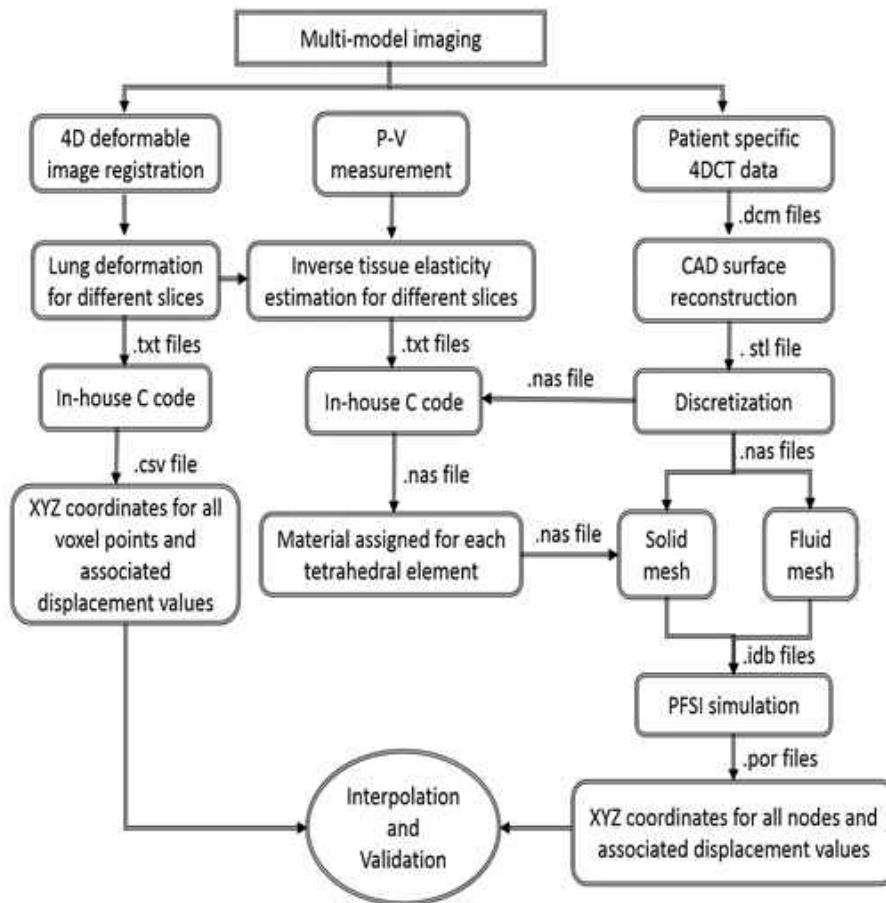 Multi-model imaging
4D deformable
image registration
P-V
measurement
Patient specific
4DCT data
.dcm files
Lung deformation
for different slices
Inverse tissue elasticity
estimation for different slices
CAD surface
reconstruction
.txt files
.txt files
. stl file
In-house C code
In-house C code
.nas file
Discretization
.csv file
.nas file
.nas files
XYZ coordinates for all
voxel points and
associated
displacement values
Material assigned for each
tetrahedral element
.nas file
Solid
mesh
Fluid
mesh
.idb files
PFSI simulation
.por files
Interpolation
and
Validation
XYZ coordinates for all nodes and
associated displacement values